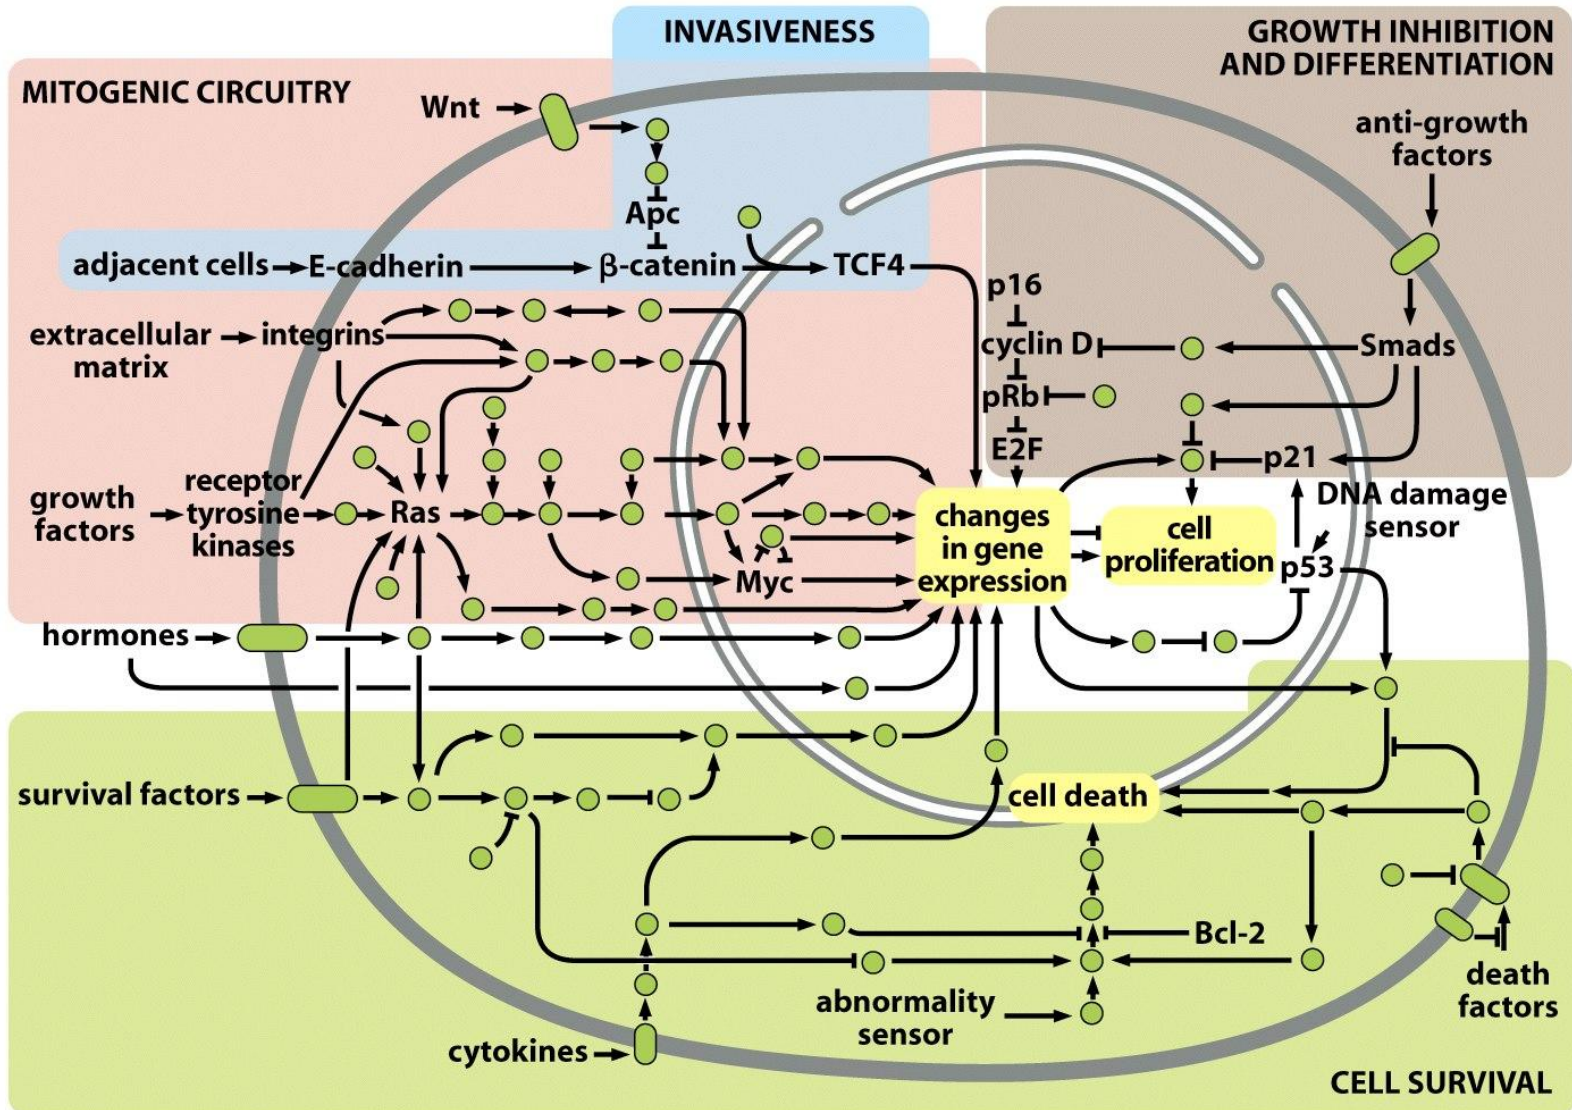 INVASIVENESS
GROWTH INHIBITION
AND DIFFERENTIATION
MITOGENIC CIRCUITRY
Wnt
anti-growth
factors
Apc
adjacent cells
E-cadherin
β-catenin
TCF4
p16
extracellular
matrix
integrins
cyclin D
Smads
pRb
E2F
p21
growth
factors
receptor
tyrosine
kinases
Ras
Myc
changes
in gene
expression
cell
proliferation
DNA damage
sensor
p53
hormones
survival factors
cell death
Bcl-2
abnormality
sensor
death
factors
cytokines
CELL SURVIVAL